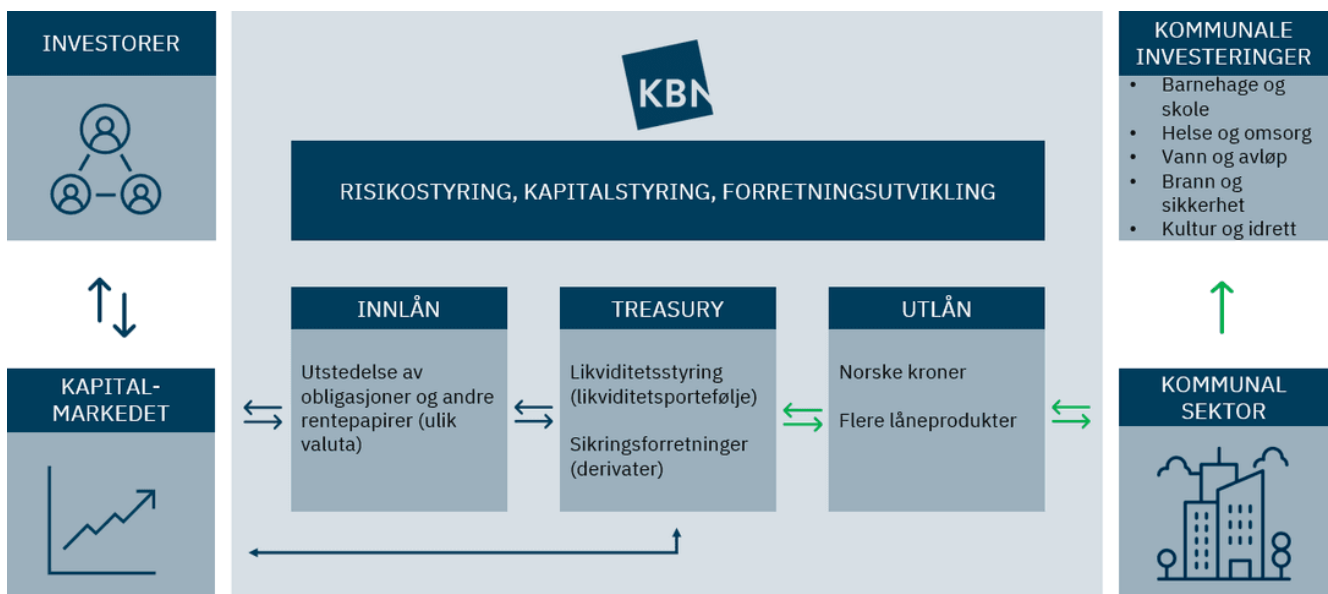 INVESTORER
KBN
RISIKOSTYRING, KAPITALSTYRING, FORRETNINGSUTVIKLING
KOMMUNALE
INVESTERINGER
• Barnehage og
skole
• Helse og omsorg
• Vann og avløp
• Brann og
sikkerhet
• Kultur og idrett
KAPITAL-
MARKEDET
INNLÅN
Utstedelse av
obligasjoner og andre
rentepapirer (ulik
valuta)
TREASURY
Likviditetsstyring
(likviditetsportefølje)
Sikringsforretninger
(derivater)
UTLÅN
Norske kroner
Flere låneprodukter
KOMMUNAL
SEKTOR